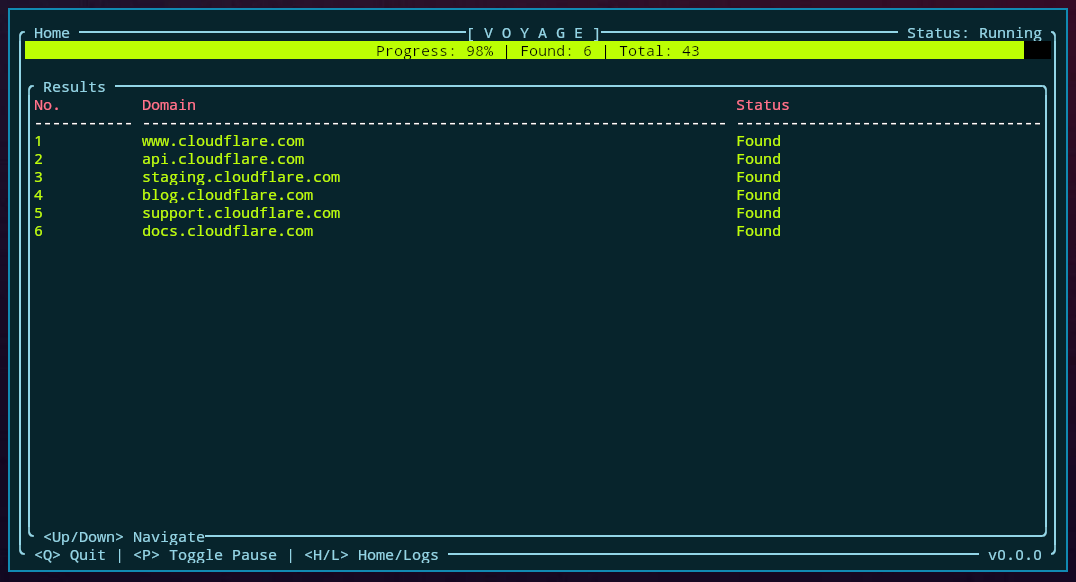 Home [ V O Y A G E ] Status: Running
Progress: 98% | Found: 6 | Total: 43
Results
No. Domain Status
----------- ----------------------------------------------------------------- ----------------------------------
1 www.cloudflare.com Found
2 api.cloudflare.com Found
3 staging.cloudflare.com Found
4 blog.cloudflare.com Found
5 support.cloudflare.com Found
6 docs.cloudflare.com Found
<Up/Down> Navigate
<Q> Quit | <P> Toggle Pause | <H/L> Home/Logs v0.0.0